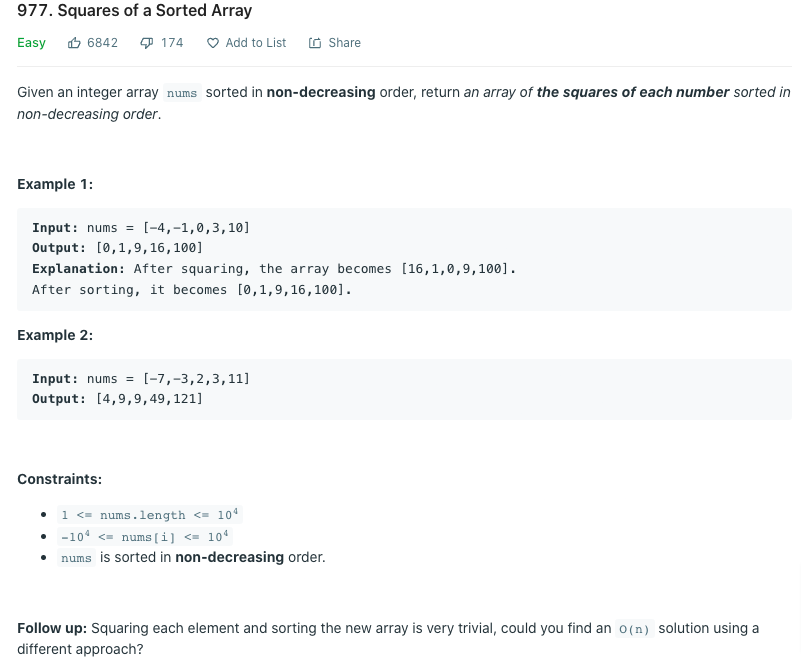 977. Squares of a Sorted Array
Easy 6842 174 Add to List Share
Given an integer array nums sorted in non-decreasing order, return an array of the squares of each number sorted in
non-decreasing order.
Example 1:
Input: nums = [-4,-1,0,3,10]
Output: [0,1,9,16,100]
Explanation: After squaring, the array becomes [16,1,0,9,100].
After sorting, it becomes [0,1,9,16,100].
Example 2:
Input: nums = [-7,-3,2,3,11]
Output: [4,9,9,49,121]
Constraints:
• 1 <= nums.length <= 10⁴
• -10⁴ <= nums[i] <= 10⁴
• nums is sorted in non-decreasing order.
Follow up: Squaring each element and sorting the new array is very trivial, could you find an O(n) solution using a
different approach?